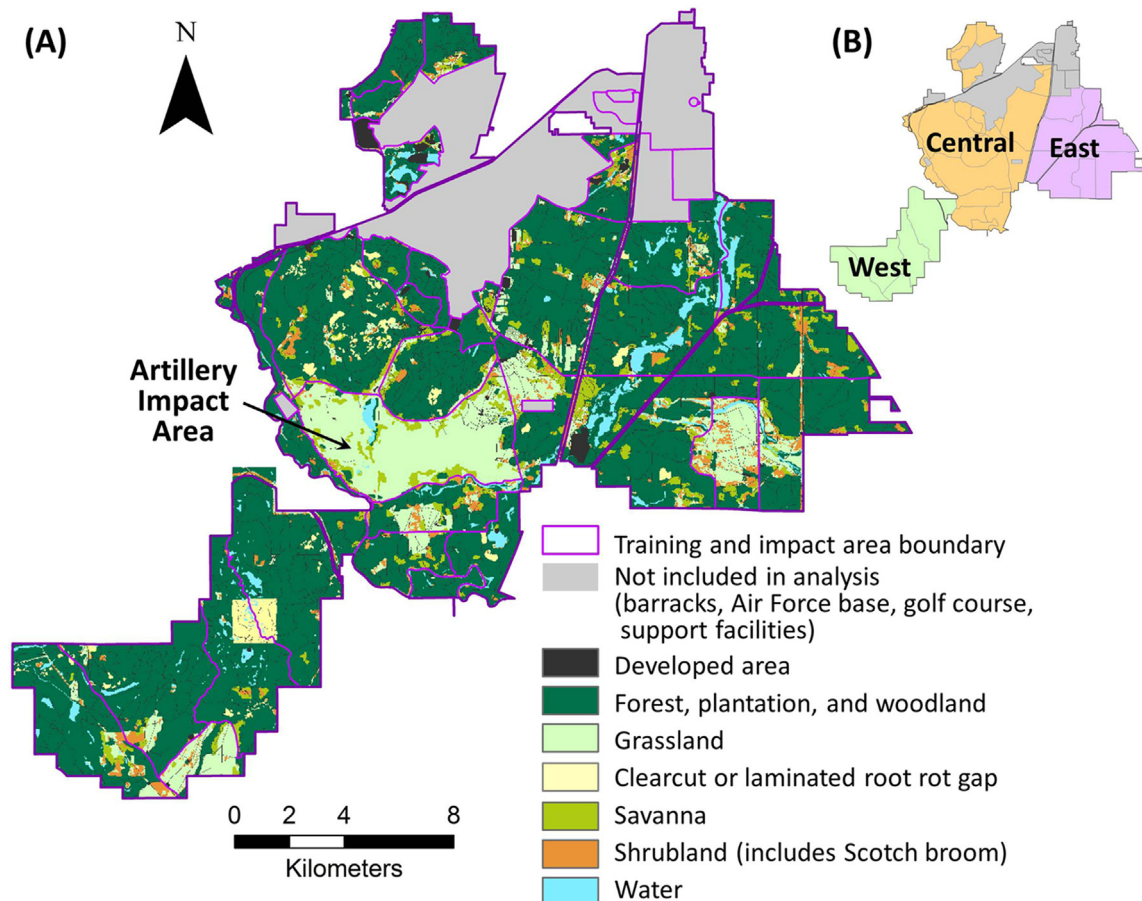 (A)
N
(B)
Central
East
West
Artillery
Impact
Area
Training and impact area boundary
Not included in analysis
(barracks, Air Force base, golf course,
support facilities)
Developed area
Forest, plantation, and woodland
Grassland
Clearcut or laminated root rot gap
Savanna
Shrubland (includes Scotch broom)
Water
0 2 4 8
Kilometers